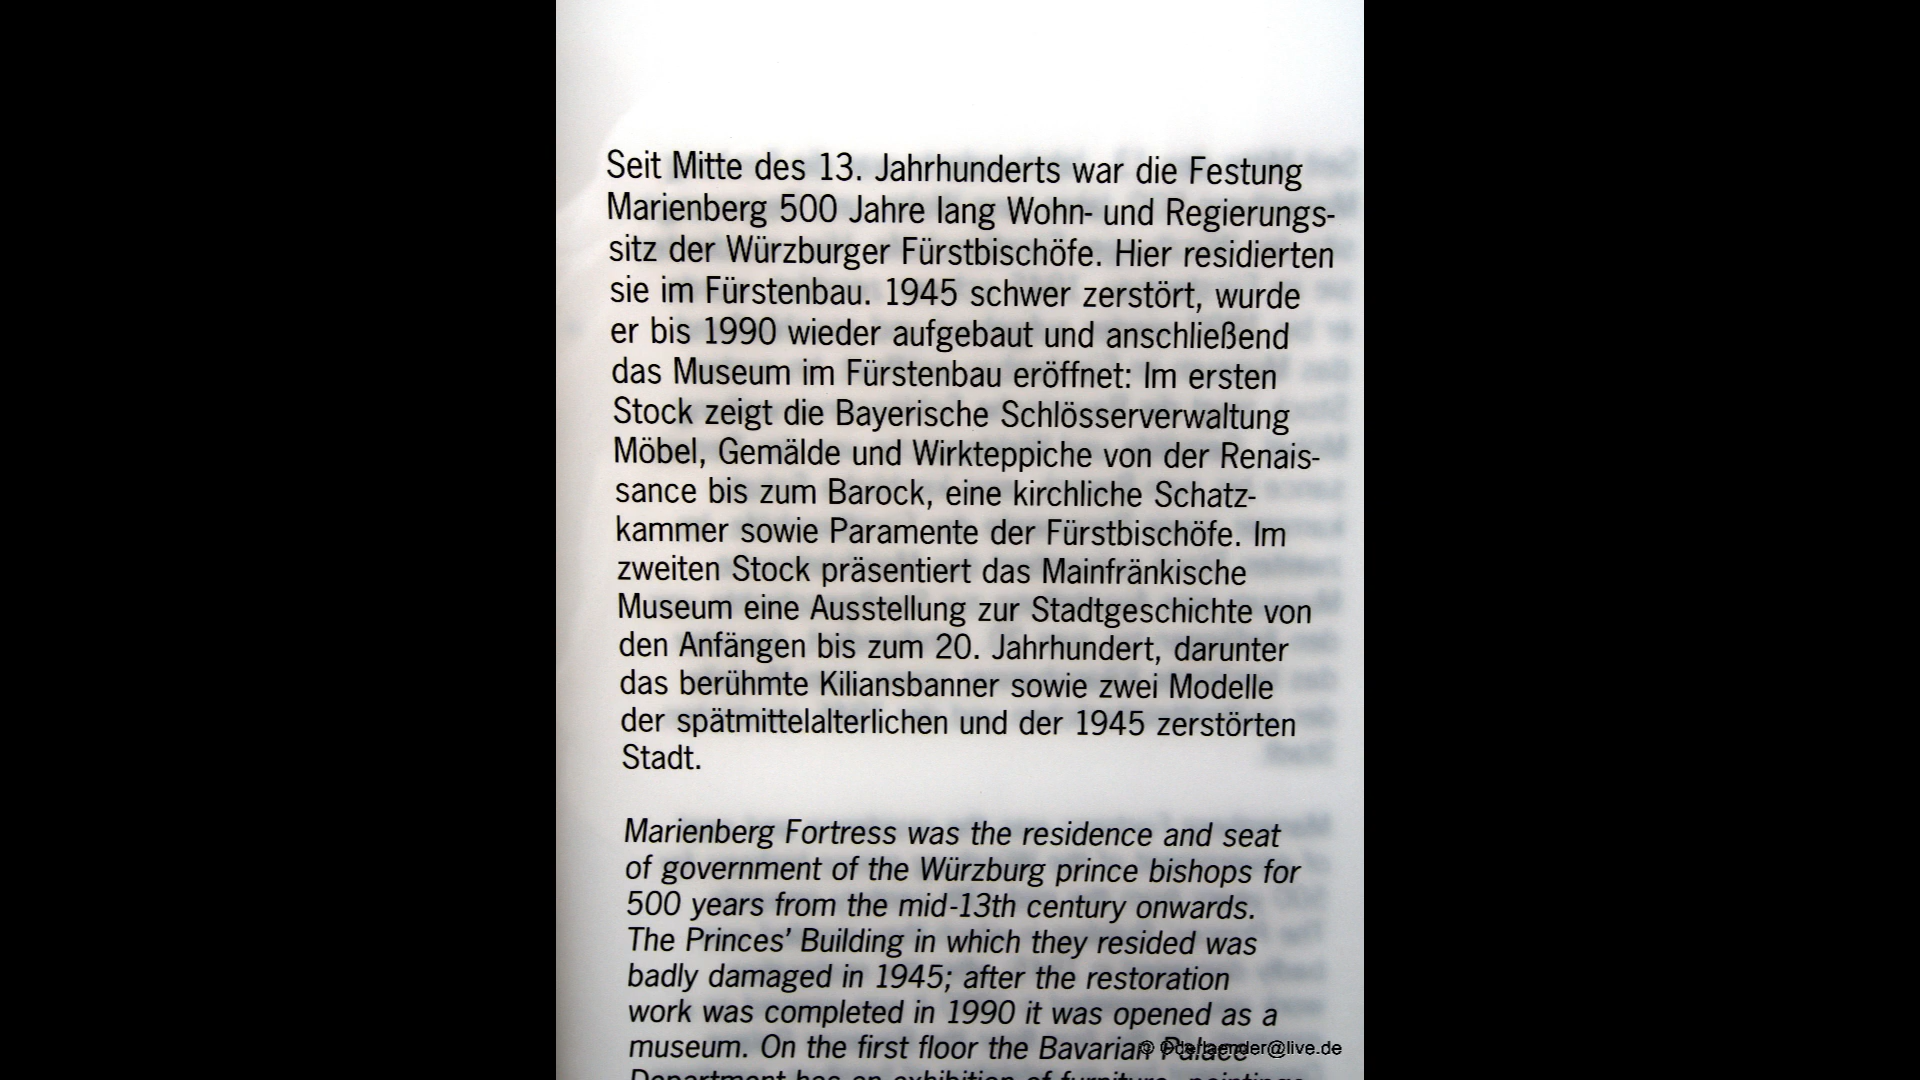 Seit Mitte des 13. Jahrhunderts war die Festung
Marienberg 500 Jahre lang Wohn- und Regierungs-
sitz der Würzburger Fürstbischöfe. Hier residierten
sie im Fürstenbau. 1945 schwer zerstört, wurde
er bis 1990 wieder aufgebaut und anschließend
das Museum im Fürstenbau eröffnet: Im ersten
Stock zeigt die Bayerische Schlösserverwaltung
Möbel, Gemälde und Wirkteppiche von der Renais-
sance bis zum Barock, eine kirchliche Schatz-
kammer sowie Paramente der Fürstbischöfe. Im
zweiten Stock präsentiert das Mainfränkische
Museum eine Ausstellung zur Stadtgeschichte von
den Anfängen bis zum 20. Jahrhundert, darunter
das berühmte Kiliansbanner sowie zwei Modelle
der spätmittelalterlichen und der 1945 zerstörten
Stadt.
Marienberg Fortress was the residence and seat
of government of the Würzburg prince bishops for
500 years from the mid-13th century onwards.
The Princes’ Building in which they resided was
badly damaged in 1945; after the restoration
work was completed in 1990 it was opened as a
museum. On the first floor the Bavarian Palace
Department has an exhibition of furniture, paintings